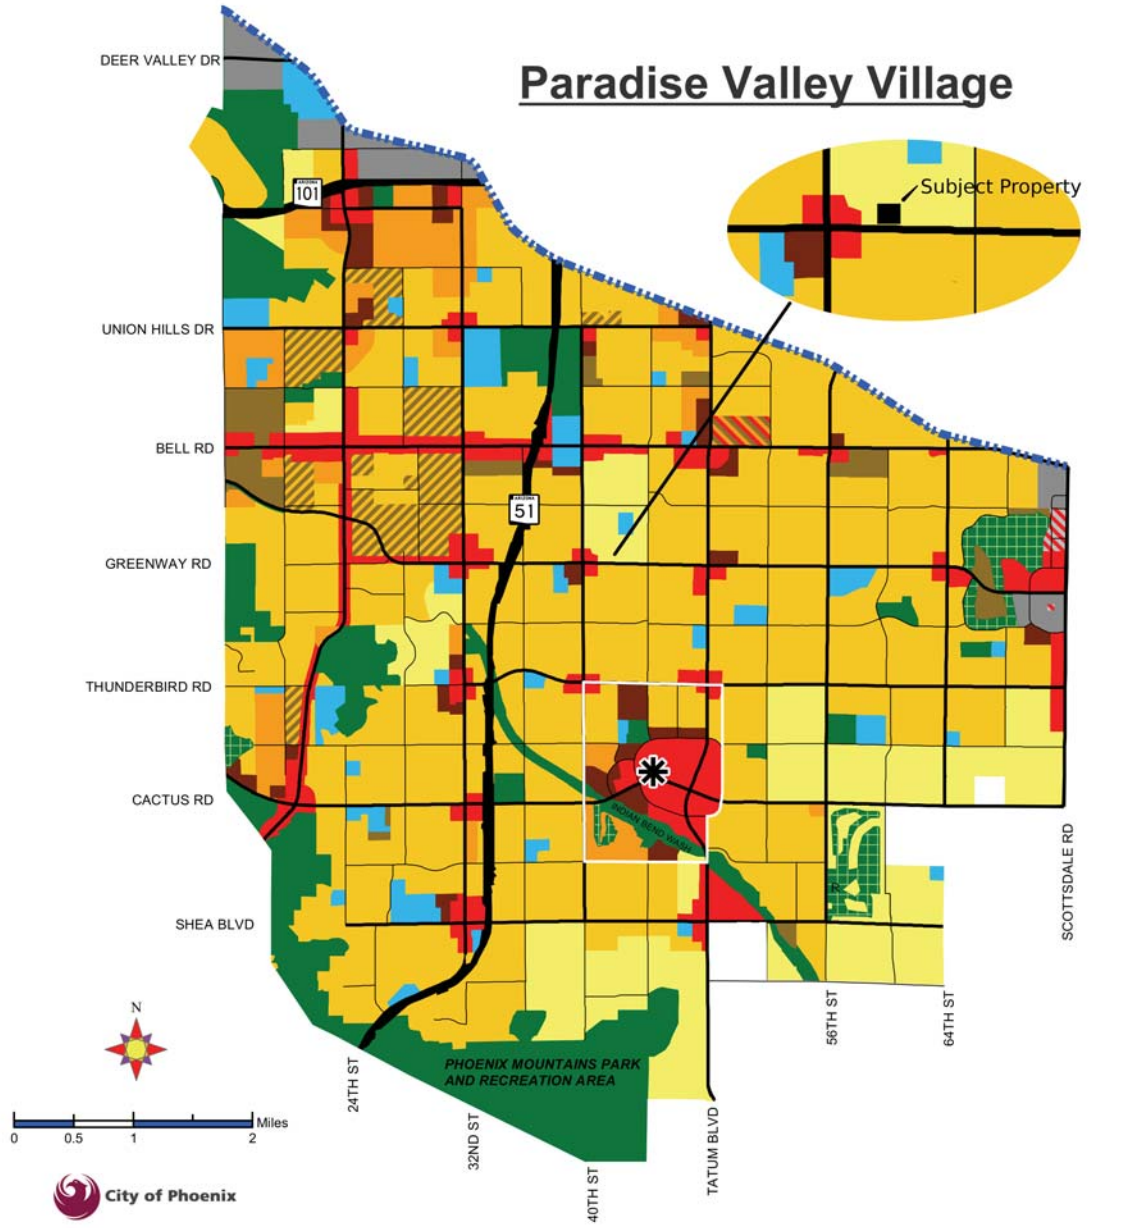 Paradise Valley Village
DEER VALLEY DR
ARIZONA
101
Subject Property
UNION HILLS DR
BELL RD
ARIZONA
51
GREENWAY RD
THUNDERBIRD RD
CACTUS RD
INDIAN BEND WASH
SHEA BLVD
SCOTTSDALE RD
56TH ST
64TH ST
N
PHOENIX MOUNTAINS PARK
AND RECREATION AREA
24TH ST
32ND ST
40TH ST
TATUM BLVD
Miles
0 0.5 1 2
City of Phoenix